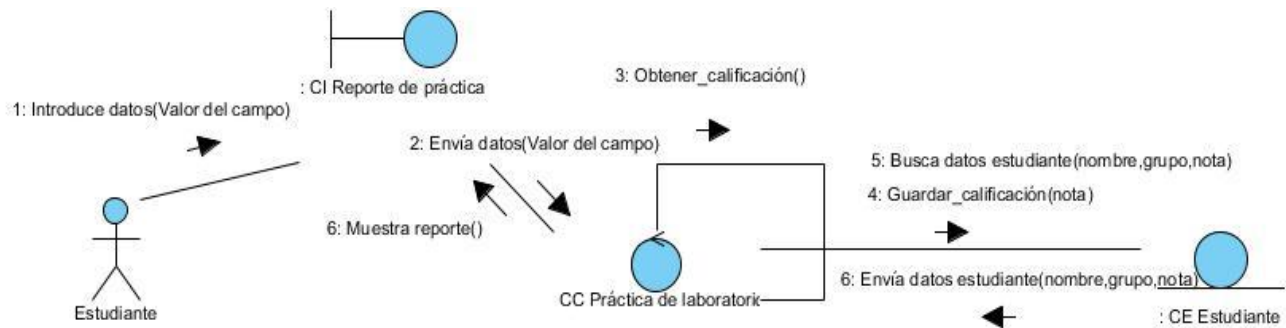 3: Obtener_calificación()
: CI Reporte de práctica
1: Introduce datos(Valor del campo)
2: Envía datos(Valor del campo)
5: Busca datos estudiante(nombre,grupo,nota)
4: Guardar_calificación(nota)
6: Muestra reporte()
6: Envía datos estudiante(nombre,grupo,nota)
CC Práctica de laboratorio
Estudiante
: CE Estudiante